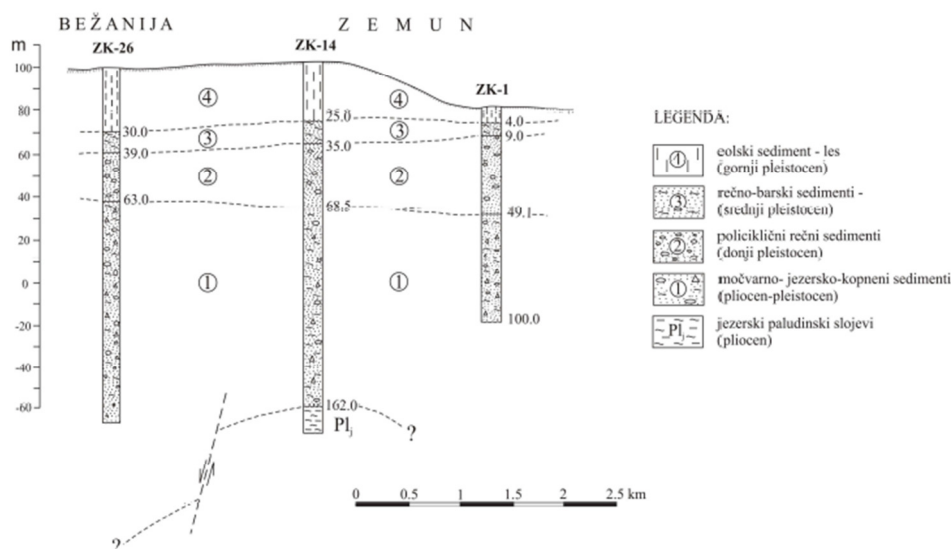 BEŽANIJA
Z E M U N
m
ZK-26
ZK-14
ZK-1
100
80
60
40
20
0
-20
-40
-60
④
④
③
③
②
②
①
①
30.0
39.0
63.0
25.0
35.0
68.5
162.0
4.0
9.0
49.1
100.0
Plj
?
?
0 0.5 1 1.5 2 2.5 km
LEGENDA:
eolski sediment - les
(gornji pleistocen)
③ rečno-barski sedimenti -
(srednji pleistocen)
② policiklični rečni sedimenti
(donji pleistocen)
① močvarno- jezersko-kopneni sedimenti
(pliocen-pleistocen)
Plj jezerski paludinski slojevi
(pliocen)